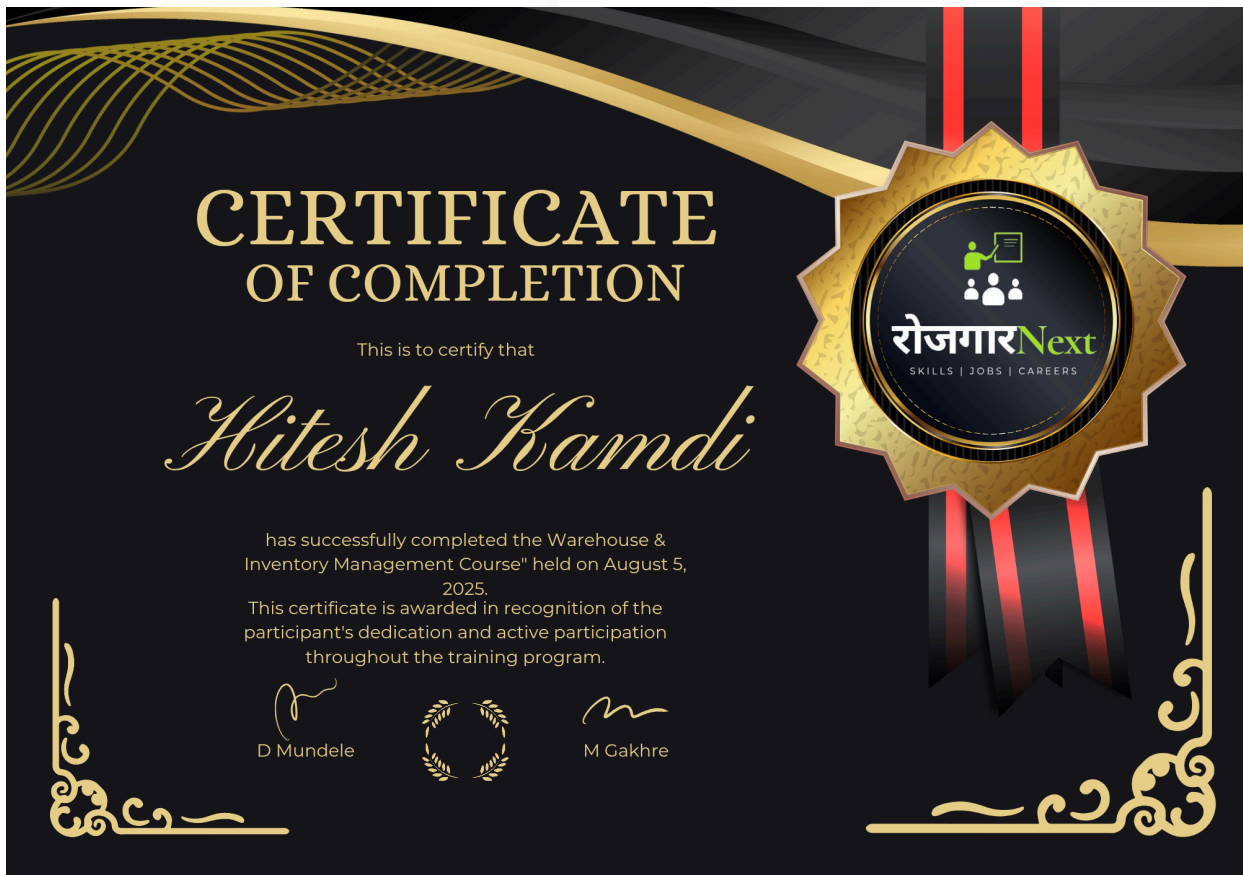 CERTIFICATE
OF COMPLETION
This is to certify that
Hitesh Kamdi
has successfully completed the Warehouse &
Inventory Management Course" held on August 5,
2025.
This certificate is awarded in recognition of the
participant's dedication and active participation
throughout the training program.
D Mundele
M Gakhre
रोजगारNext
SKILLS | JOBS | CAREERS